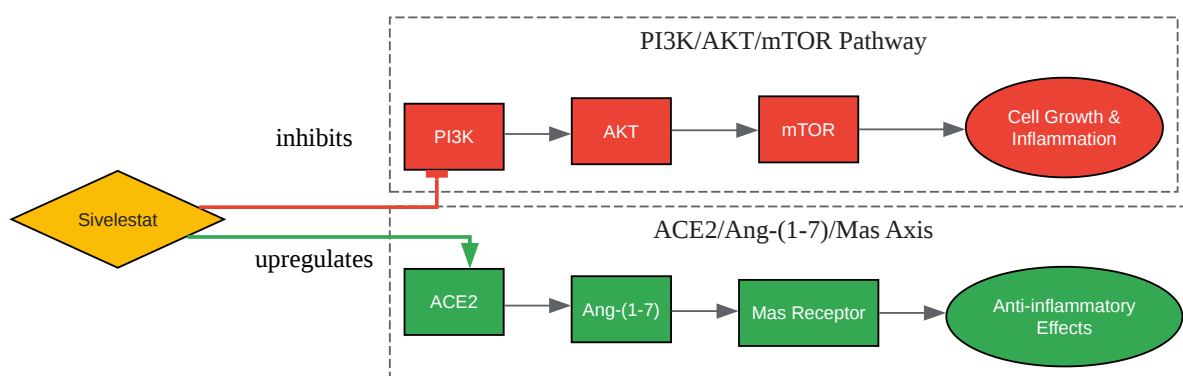 PI3K/AKT/mTOR Pathway
inhibits
PI3K
AKT
mTOR
Cell Growth &
Inflammation
Sivelestat
upregulates
ACE2/Ang-(1-7)/Mas Axis
ACE2
Ang-(1-7)
Mas Receptor
Anti-inflammatory
Effects